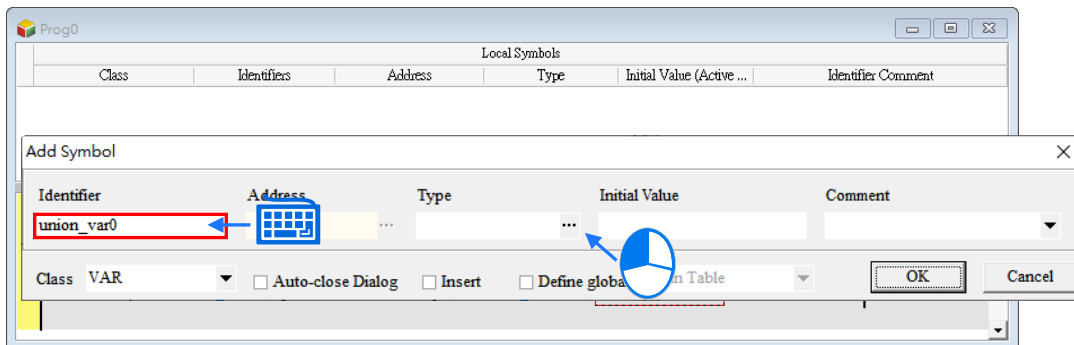 Prog0
Local Symbols
Class Identifiers Address Type Initial Value (Active ... Identifier Comment
Add Symbol
Identifier Address Type Initial Value Comment
union_var0 ... ...
Class VAR Auto-close Dialog Insert Define globa Table OK Cancel